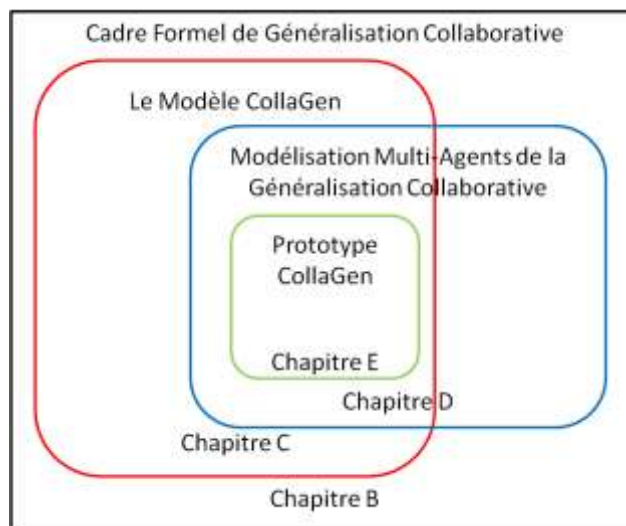 Cadre Formel de Généralisation Collaborative
Le Modèle CollaGen
Modélisation Multi-Agents de la
Généralisation Collaborative
Prototype
CollaGen
Chapitre E
Chapitre D
Chapitre C
Chapitre B